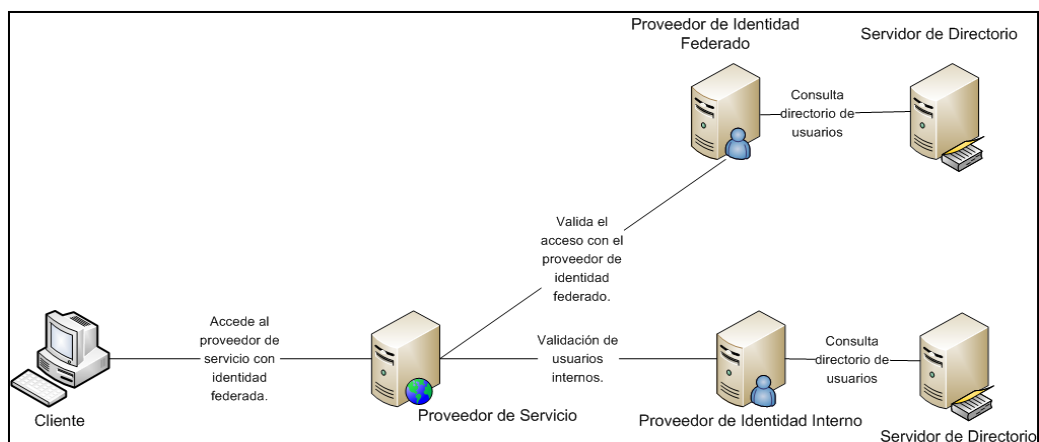 Proveedor de Identidad
Federado
Servidor de Directorio
Consulta
directorio de
usuarios
Valida el
acceso con el
proveedor de
identidad
federado.
Accede al
proveedor de
servicio con
identidad
federada.
Validación de
usuarios
internos.
Consulta
directorio de
usuarios
Cliente
Proveedor de Servicio
Proveedor de Identidad Interno
Servidor de Directorio